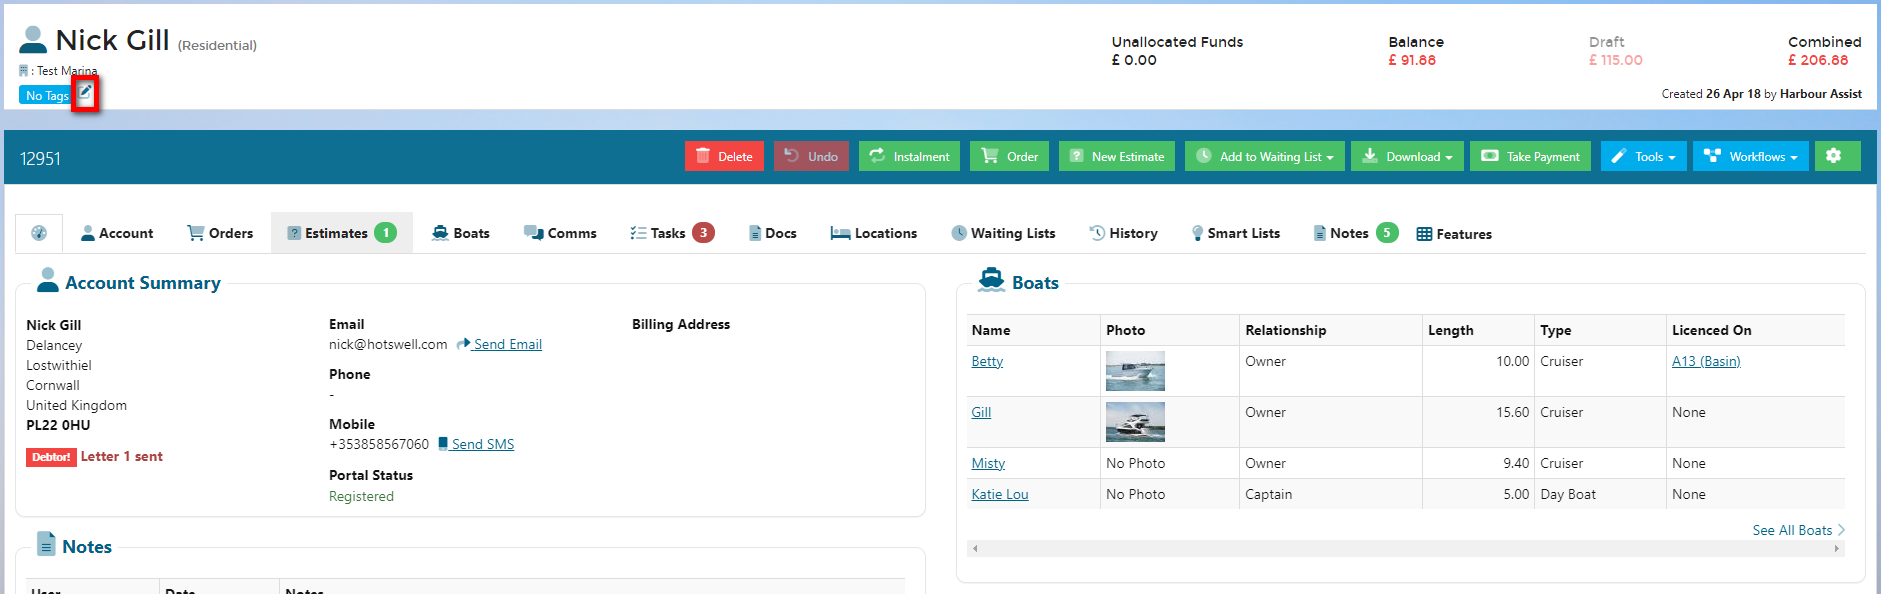 Nick Gill (Residential)
: Test Marina
No Tags
Unallocated Funds
£ 0.00
Balance
£ 91.88
Draft
£ 115.00
Combined
£ 206.88
Created 26 Apr 18 by Harbour Assist
12951
Delete
Undo
Instalment
Order
New Estimate
Add to Waiting List
Download
Take Payment
Tools
Workflows
Account
Orders
Estimates 1
Boats
Comms
Tasks 3
Docs
Locations
Waiting Lists
History
Smart Lists
Notes 5
Features
Account Summary
Nick Gill
Delancey
Lostwithiel
Cornwall
United Kingdom
PL22 0HU
Debtor! Letter 1 sent
Email
nick@hotswell.com Send Email
Phone
-
Mobile
+353858567060 Send SMS
Portal Status
Registered
Billing Address
Boats
Name Photo Relationship Length Type Licenced On
Betty Owner 10.00 Cruiser A13 (Basin)
Gill Owner 15.60 Cruiser None
Misty No Photo Owner 9.40 Cruiser None
Katie Lou No Photo Captain 5.00 Day Boat None
See All Boats
Notes
User Date Notes